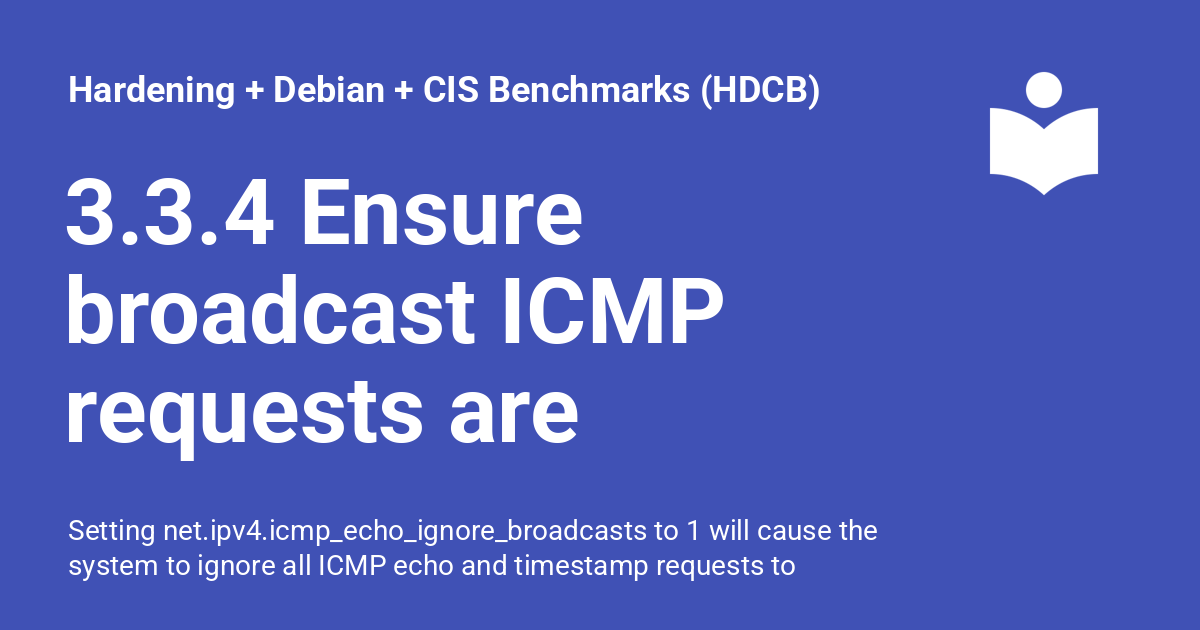 Hardening + Debian + CIS Benchmarks (HDCB)
3.3.4 Ensure
broadcast ICMP
requests are
Setting net.ipv4.icmp_echo_ignore_broadcasts to 1 will cause the
system to ignore all ICMP echo and timestamp requests to